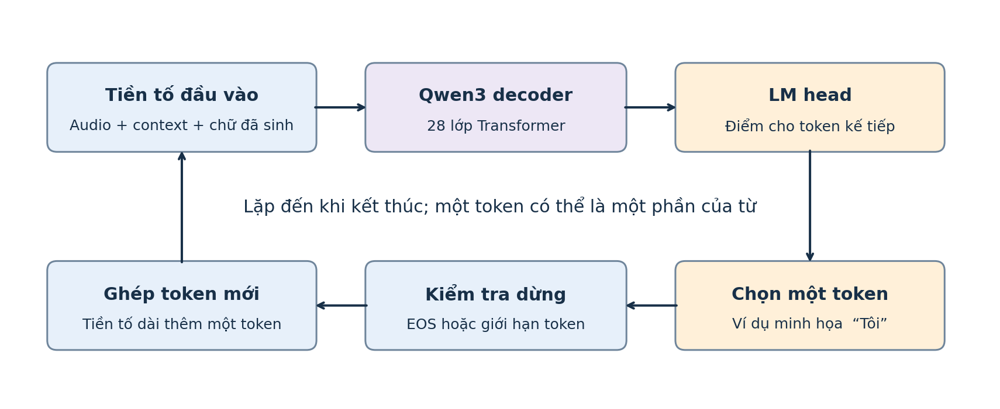 Tiền tố đầu vào
Audio + context + chữ đã sinh
Qwen3 decoder
28 lớp Transformer
LM head
Điểm cho token kế tiếp
Lặp đến khi kết thúc; một token có thể là một phần của từ
Ghép token mới
Tiền tố dài thêm một token
Kiểm tra dừng
EOS hoặc giới hạn token
Chọn một token
Ví dụ minh họa “Tôi”